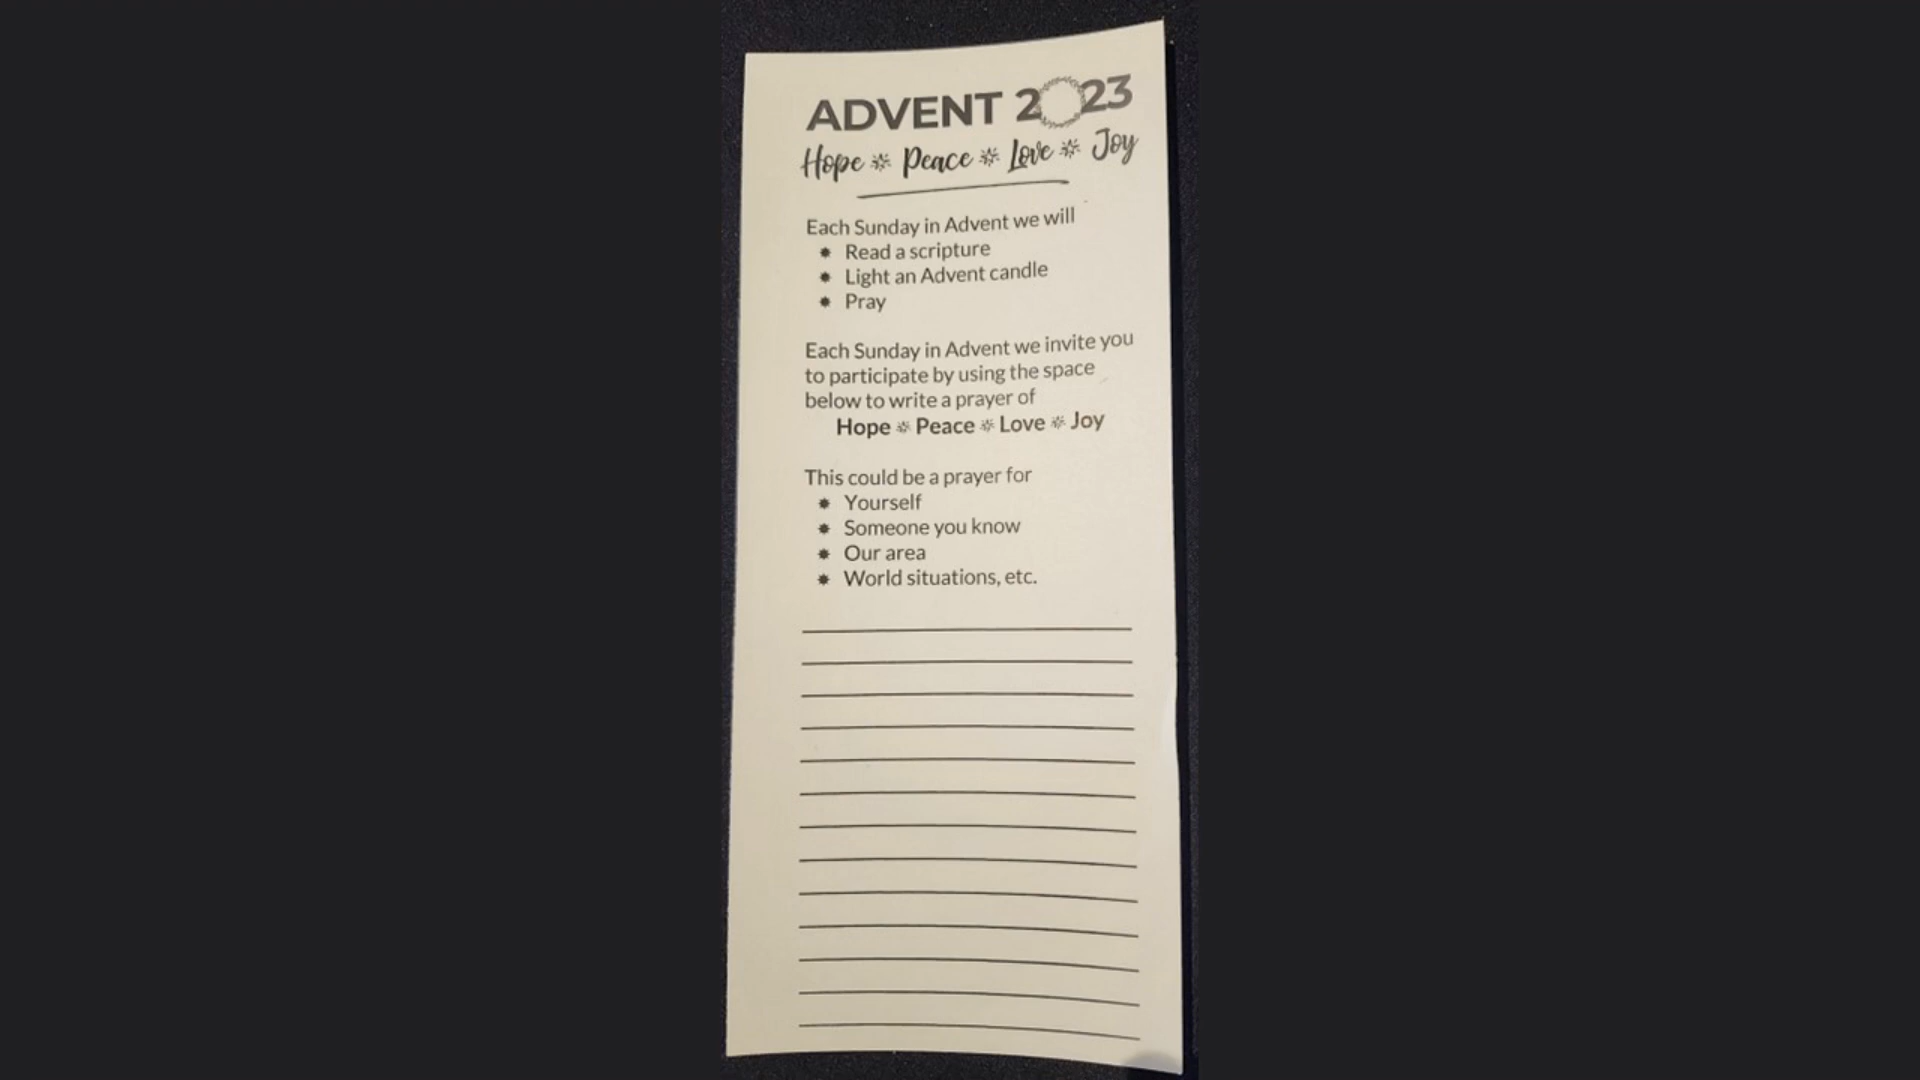 ADVENT 2023
Hope * Peace * Love * Joy
Each Sunday in Advent we will
* Read a scripture
* Light an Advent candle
* Pray
Each Sunday in Advent we invite you
to participate by using the space
below to write a prayer of
Hope * Peace * Love * Joy
This could be a prayer for
* Yourself
* Someone you know
* Our area
* World situations, etc.